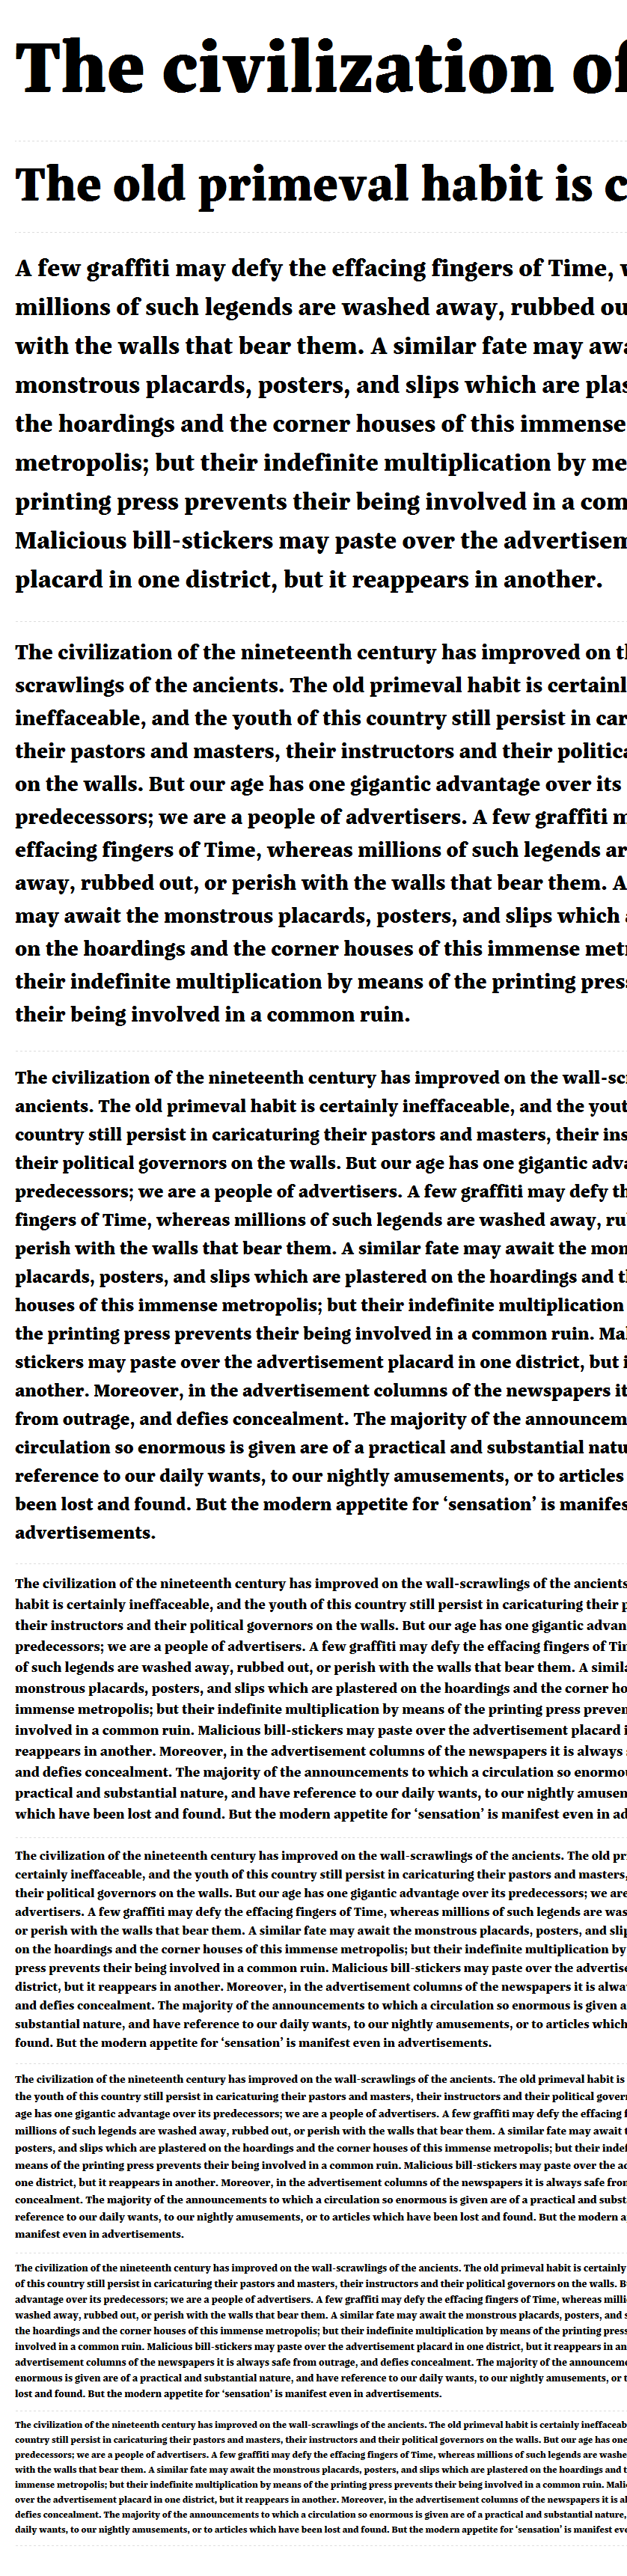 The civilization of
The old primeval habit is c
A few graffiti may defy the effacing fingers of Time, w
millions of such legends are washed away, rubbed ou
with the walls that bear them. A similar fate may awa
monstrous placards, posters, and slips which are plas
the hoardings and the corner houses of this immense
metropolis; but their indefinite multiplication by me
printing press prevents their being involved in a com
Malicious bill-stickers may paste over the advertisem
placard in one district, but it reappears in another.
The civilization of the nineteenth century has improved on th
scrawlings of the ancients. The old primeval habit is certainl
ineffaceable, and the youth of this country still persist in car
their pastors and masters, their instructors and their politica
on the walls. But our age has one gigantic advantage over its
predecessors; we are a people of advertisers. A few graffiti m
effacing fingers of Time, whereas millions of such legends ar
away, rubbed out, or perish with the walls that bear them. A
may await the monstrous placards, posters, and slips which a
on the hoardings and the corner houses of this immense metr
their indefinite multiplication by means of the printing press
their being involved in a common ruin.
The civilization of the nineteenth century has improved on the wall-scr
ancients. The old primeval habit is certainly ineffaceable, and the yout
country still persist in caricaturing their pastors and masters, their ins
their political governors on the walls. But our age has one gigantic adva
predecessors; we are a people of advertisers. A few graffiti may defy th
fingers of Time, whereas millions of such legends are washed away, ru
perish with the walls that bear them. A similar fate may await the mon
placards, posters, and slips which are plastered on the hoardings and th
houses of this immense metropolis; but their indefinite multiplication
the printing press prevents their being involved in a common ruin. Mal
stickers may paste over the advertisement placard in one district, but i
another. Moreover, in the advertisement columns of the newspapers it
from outrage, and defies concealment. The majority of the announcem
circulation so enormous is given are of a practical and substantial natu
reference to our daily wants, to our nightly amusements, or to articles
been lost and found. But the modern appetite for ‘sensation’ is manifes
advertisements.
The civilization of the nineteenth century has improved on the wall-scrawlings of the ancients
habit is certainly ineffaceable, and the youth of this country still persist in caricaturing their p
their instructors and their political governors on the walls. But our age has one gigantic advan
predecessors; we are a people of advertisers. A few graffiti may defy the effacing fingers of Tim
of such legends are washed away, rubbed out, or perish with the walls that bear them. A simila
monstrous placards, posters, and slips which are plastered on the hoardings and the corner ho
immense metropolis; but their indefinite multiplication by means of the printing press preven
involved in a common ruin. Malicious bill-stickers may paste over the advertisement placard i
reappears in another. Moreover, in the advertisement columns of the newspapers it is always s
and defies concealment. The majority of the announcements to which a circulation so enormou
practical and substantial nature, and have reference to our daily wants, to our nightly amusem
which have been lost and found. But the modern appetite for ‘sensation’ is manifest even in ad
The civilization of the nineteenth century has improved on the wall-scrawlings of the ancients. The old pri
certainly ineffaceable, and the youth of this country still persist in caricaturing their pastors and masters,
their political governors on the walls. But our age has one gigantic advantage over its predecessors; we are
advertisers. A few graffiti may defy the effacing fingers of Time, whereas millions of such legends are was
or perish with the walls that bear them. A similar fate may await the monstrous placards, posters, and slip
on the hoardings and the corner houses of this immense metropolis; but their indefinite multiplication by
press prevents their being involved in a common ruin. Malicious bill-stickers may paste over the advertise
district, but it reappears in another. Moreover, in the advertisement columns of the newspapers it is alwa
and defies concealment. The majority of the announcements to which a circulation so enormous is given a
substantial nature, and have reference to our daily wants, to our nightly amusements, or to articles which
found. But the modern appetite for ‘sensation’ is manifest even in advertisements.
The civilization of the nineteenth century has improved on the wall-scrawlings of the ancients. The old primeval habit is
the youth of this country still persist in caricaturing their pastors and masters, their instructors and their political govern
age has one gigantic advantage over its predecessors; we are a people of advertisers. A few graffiti may defy the effacing f
millions of such legends are washed away, rubbed out, or perish with the walls that bear them. A similar fate may await t
posters, and slips which are plastered on the hoardings and the corner houses of this immense metropolis; but their indef
means of the printing press prevents their being involved in a common ruin. Malicious bill-stickers may paste over the ad
one district, but it reappears in another. Moreover, in the advertisement columns of the newspapers it is always safe from
concealment. The majority of the announcements to which a circulation so enormous is given are of a practical and subst
reference to our daily wants, to our nightly amusements, or to articles which have been lost and found. But the modern a
manifest even in advertisements.
The civilization of the nineteenth century has improved on the wall-scrawlings of the ancients. The old primeval habit is certainly
of this country still persist in caricaturing their pastors and masters, their instructors and their political governors on the walls. B
advantage over its predecessors; we are a people of advertisers. A few graffiti may defy the effacing fingers of Time, whereas milli
washed away, rubbed out, or perish with the walls that bear them. A similar fate may await the monstrous placards, posters, and s
the hoardings and the corner houses of this immense metropolis; but their indefinite multiplication by means of the printing press
involved in a common ruin. Malicious bill-stickers may paste over the advertisement placard in one district, but it reappears in an
advertisement columns of the newspapers it is always safe from outrage, and defies concealment. The majority of the announceme
enormous is given are of a practical and substantial nature, and have reference to our daily wants, to our nightly amusements, or t
lost and found. But the modern appetite for ‘sensation’ is manifest even in advertisements.
The civilization of the nineteenth century has improved on the wall-scrawlings of the ancients. The old primeval habit is certainly ineffaceab
country still persist in caricaturing their pastors and masters, their instructors and their political governors on the walls. But our age has one
predecessors; we are a people of advertisers. A few graffiti may defy the effacing fingers of Time, whereas millions of such legends are washe
with the walls that bear them. A similar fate may await the monstrous placards, posters, and slips which are plastered on the hoardings and t
immense metropolis; but their indefinite multiplication by means of the printing press prevents their being involved in a common ruin. Malic
over the advertisement placard in one district, but it reappears in another. Moreover, in the advertisement columns of the newspapers it is al
defies concealment. The majority of the announcements to which a circulation so enormous is given are of a practical and substantial nature,
daily wants, to our nightly amusements, or to articles which have been lost and found. But the modern appetite for ‘sensation’ is manifest eve